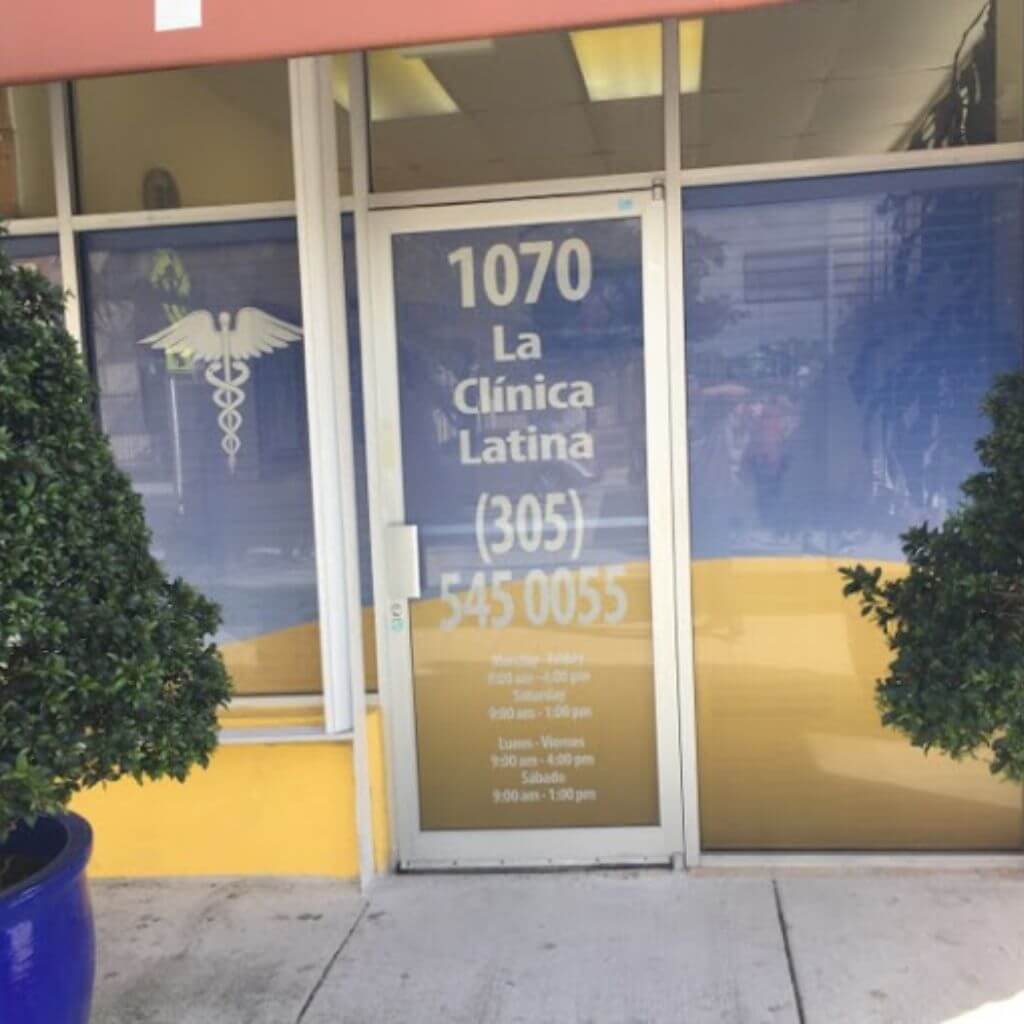 1070
La
Clínica
Latina
(305)
545 0055
Monday - Friday
9:00 am - 4:00 pm
Saturday
9:00 am - 1:00 pm
Lunes - Viernes
9:00 am - 4:00 pm
Sábado
9:00 am - 1:00 pm